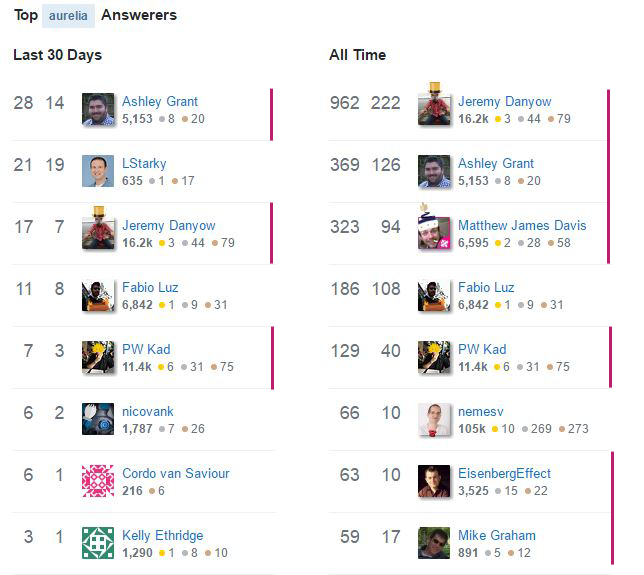 Top aurelia Answerers
Last 30 Days
28 14 Ashley Grant
5,153 8 20
21 19 LStarky
635 1 17
17 7 Jeremy Danyow
16.2k 3 44 79
11 8 Fabio Luz
6,842 1 9 31
7 3 PW Kad
11.4k 6 31 75
6 2 nicovank
1,787 7 26
6 1 Cordo van Saviour
216 6
3 1 Kelly Ethridge
1,290 1 8 10
All Time
962 222 Jeremy Danyow
16.2k 3 44 79
369 126 Ashley Grant
5,153 8 20
323 94 Matthew James Davis
6,595 2 28 58
186 108 Fabio Luz
6,842 1 9 31
129 40 PW Kad
11.4k 6 31 75
66 10 nemesv
105k 10 269 273
63 10 EisenbergEffect
3,525 15 22
59 17 Mike Graham
891 5 12